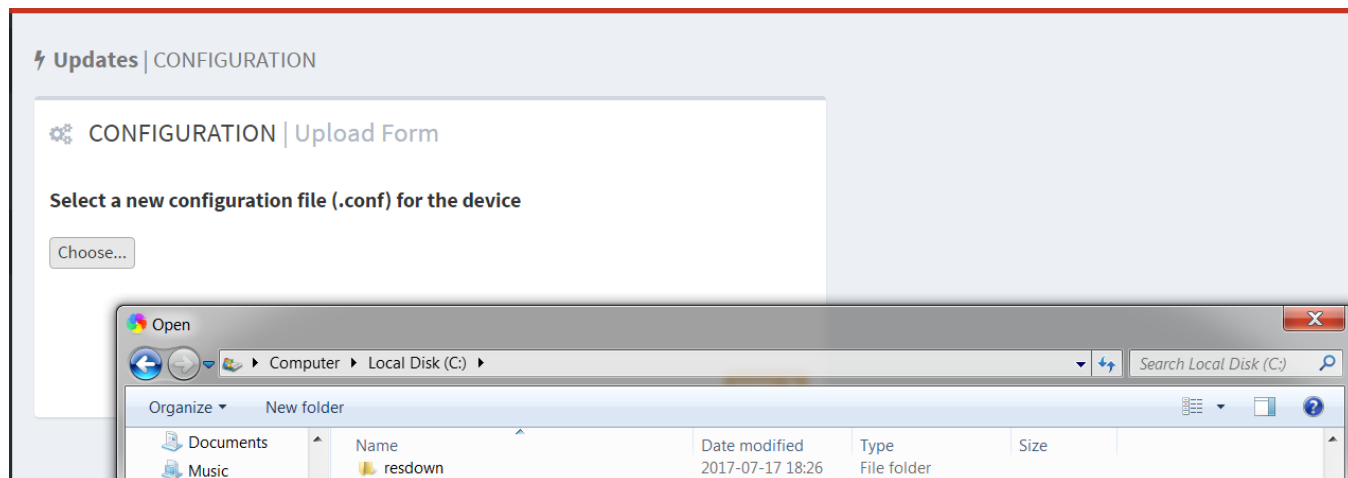 Updates | CONFIGURATION
CONFIGURATION | Upload Form
Select a new configuration file (.conf) for the device
Choose...
Open
Computer Local Disk (C:) Search Local Disk (C:)
Organize New folder
Documents Name Date modified Type Size
Music resdown 2017-07-17 18:26 File folder